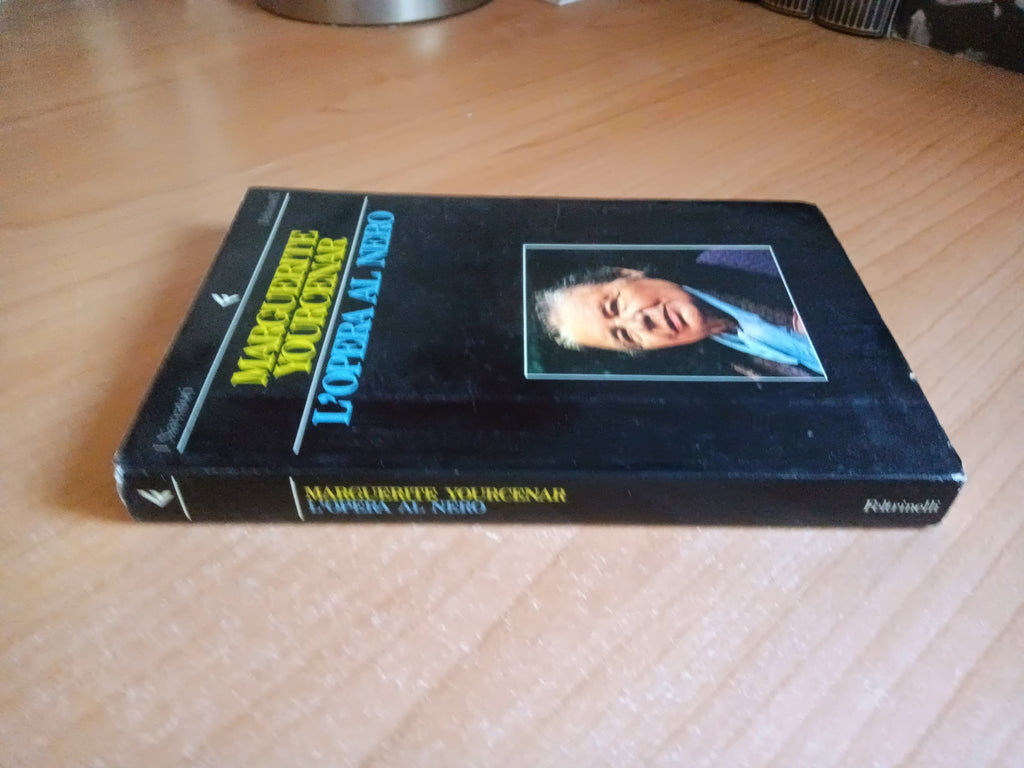 MARGUERITE
YOURCENAR
L'OPERA AL NERO
MARGUERITE YOURCENAR
L'OPERA AL NERO
Feltrinelli